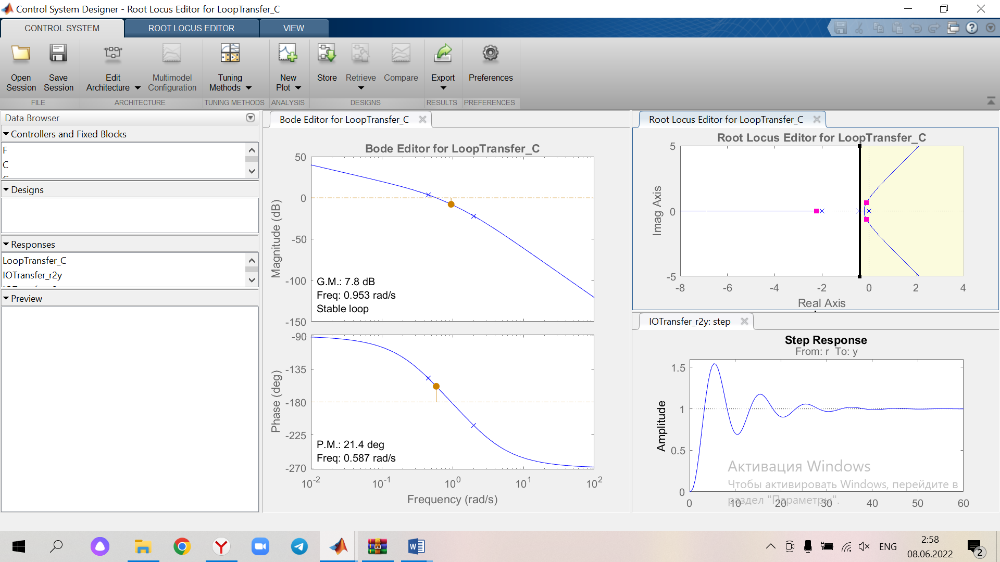 Control System Designer - Root Locus Editor for LoopTransfer_C
CONTROL SYSTEM
ROOT LOCUS EDITOR
VIEW
Open Session
Save Session
Edit Architecture
Multimodel Configuration
Tuning Methods
New Plot
Store
Retrieve
Compare
Export
Preferences
FILE
ARCHITECTURE
TUNING METHODS
ANALYSIS
DESIGNS
RESULTS
PREFERENCES
Data Browser
Controllers and Fixed Blocks
F
C
Designs
Responses
LoopTransfer_C
IOTransfer_r2y
Preview
Bode Editor for LoopTransfer_C
Bode Editor for LoopTransfer_C
Magnitude (dB)
50
0
-50
-100
-150
G.M.: 7.8 dB
Freq: 0.953 rad/s
Stable loop
Phase (deg)
-90
-135
-180
-225
-270
P.M.: 21.4 deg
Freq: 0.587 rad/s
10-2
10-1
100
101
102
Frequency (rad/s)
Root Locus Editor for LoopTransfer_C
Root Locus Editor for LoopTransfer_C
Imag Axis
5
0
-5
-8
-6
-4
-2
0
2
4
Real Axis
IOTransfer_r2y: step
Step Response
From: r To: y
Amplitude
1.5
1
0.5
0
0
10
20
30
40
50
60
Активация Windows
Чтобы активировать Windows, перейдите в
раздел "Параметры".
ENG
2:58
08.06.2022
2